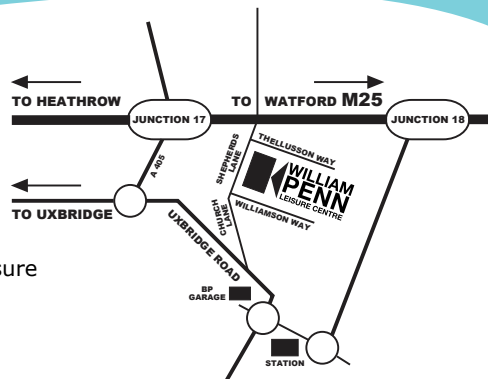 TO HEATHROW
TO WATFORD M25
JUNCTION 17
JUNCTION 18
A 405
SHEPHERDS
LANE
THELLUSSON WAY
WILLIAM
PENN
LEISURE CENTRE
TO UXBRIDGE
CHURCH
LANE
WILLIAMSON WAY
UXBRIDGE ROAD
sure
BP
GARAGE
STATION